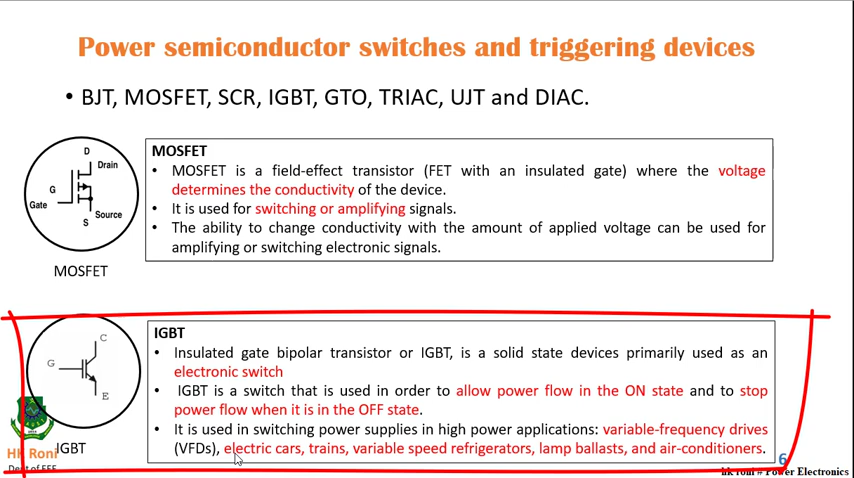 Power semiconductor switches and triggering devices
• BJT, MOSFET, SCR, IGBT, GTO, TRIAC, UJT and DIAC.
D
Drain
G
Gate
Source
S
MOSFET
MOSFET
• MOSFET is a field-effect transistor (FET with an insulated gate) where the voltage
determines the conductivity of the device.
• It is used for switching or amplifying signals.
• The ability to change conductivity with the amount of applied voltage can be used for
amplifying or switching electronic signals.
C
G
E
IGBT
IGBT
• Insulated gate bipolar transistor or IGBT, is a solid state devices primarily used as an
electronic switch
• IGBT is a switch that is used in order to allow power flow in the ON state and to stop
power flow when it is in the OFF state.
• It is used in switching power supplies in high power applications: variable-frequency drives
(VFDs), electric cars, trains, variable speed refrigerators, lamp ballasts, and air-conditioners.
HK Roni
Dept of EEE
6
hk roni # Power Electronics